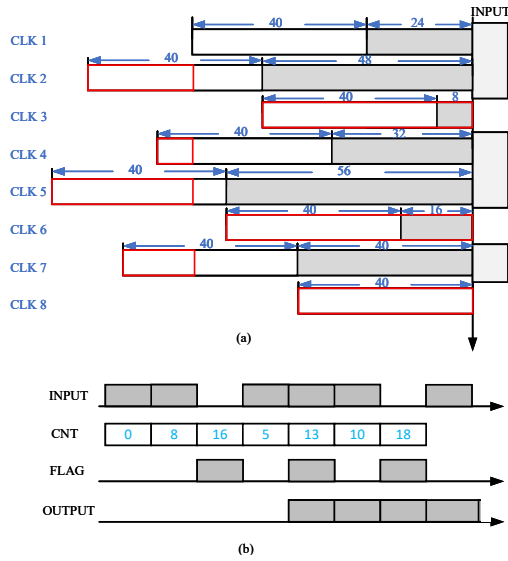 INPUT
CLK 1 40 24
CLK 2 40 48
CLK 3 40 8
CLK 4 40 32
CLK 5 40 56
CLK 6 40 16
CLK 7 40 40
CLK 8 40
(a)
INPUT
CNT 0 8 16 5 13 10 18
FLAG
OUTPUT
(b)